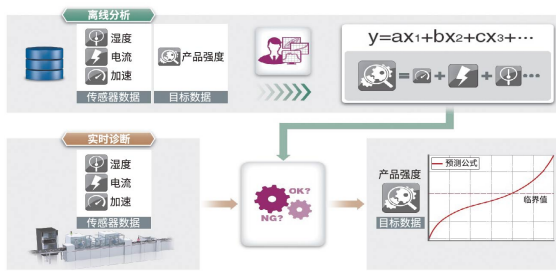 离线分析
湿度
电流
加速
传感器数据
产品强度
目标数据
y=ax1+bx2+cx3+···
=
+
+
···
实时诊断
湿度
电流
加速
传感器数据
OK?
NG?
产品强度
目标数据
预测公式
临界值